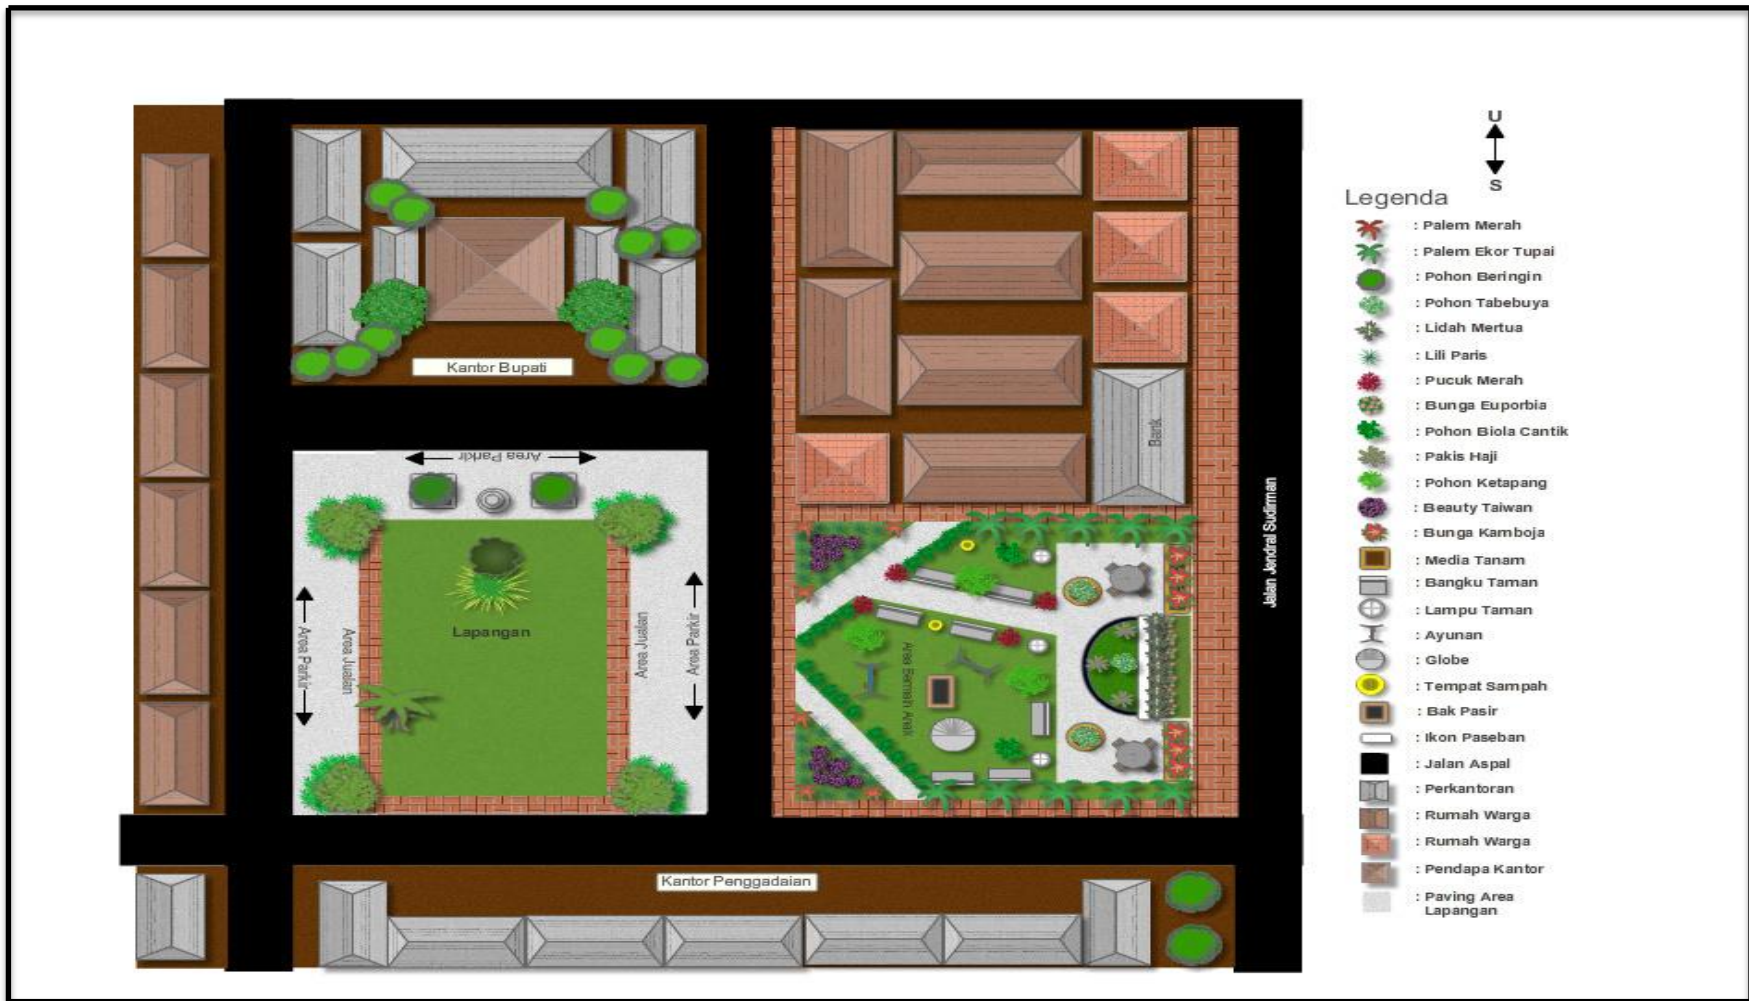 U
S
Legenda
: Palem Merah
: Palem Ekor Tupai
: Pohon Beringin
: Pohon Tabebuya
: Lidah Mertua
: Lili Paris
: Pucuk Merah
: Bunga Euporbia
: Pohon Biola Cantik
: Pakis Haji
: Pohon Ketapang
: Beauty Taiwan
: Bunga Kamboja
: Media Tanam
: Bangku Taman
: Lampu Taman
: Ayunan
: Globe
: Tempat Sampah
: Bak Pasir
: Ikon Paseban
: Jalan Aspal
: Perkantoran
: Rumah Warga
: Rumah Warga
: Pendapa Kantor
: Paving Area
Lapangan
Kantor Bupati
Area Parkir
Lapangan
Area Parkir
Area Jualan
Area Jualan
Area Parkir
Bank
Jalan Jendral Sudirman
Area Bermain Anak
Kantor Penggadaian